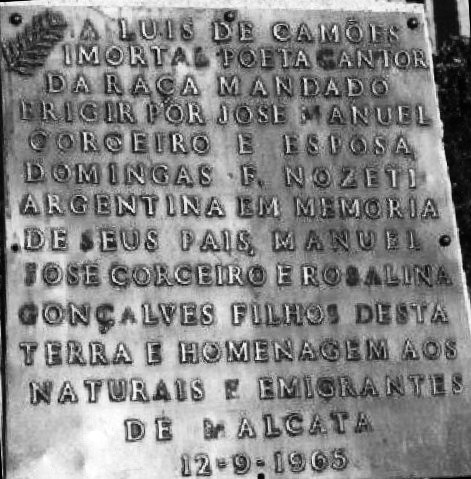 A LUIS DE CAMÕES
IMORTAL POETA CANTOR
DA RAÇA MANDADO
ERIGIR POR JOSE MANUEL
CORCEIRO E ESPOSA
DOMINGAS F. NOZETI
ARGENTINA EM MEMORIA
DE SEUS PAIS, MANUEL
JOSÉ CORCEIRO E ROSALINA
GONÇALVES FILHOS DESTA
TERRA E HOMENAGEM AOS
NATURAIS E EMIGRANTES
DE MALCATA
12-9-1965